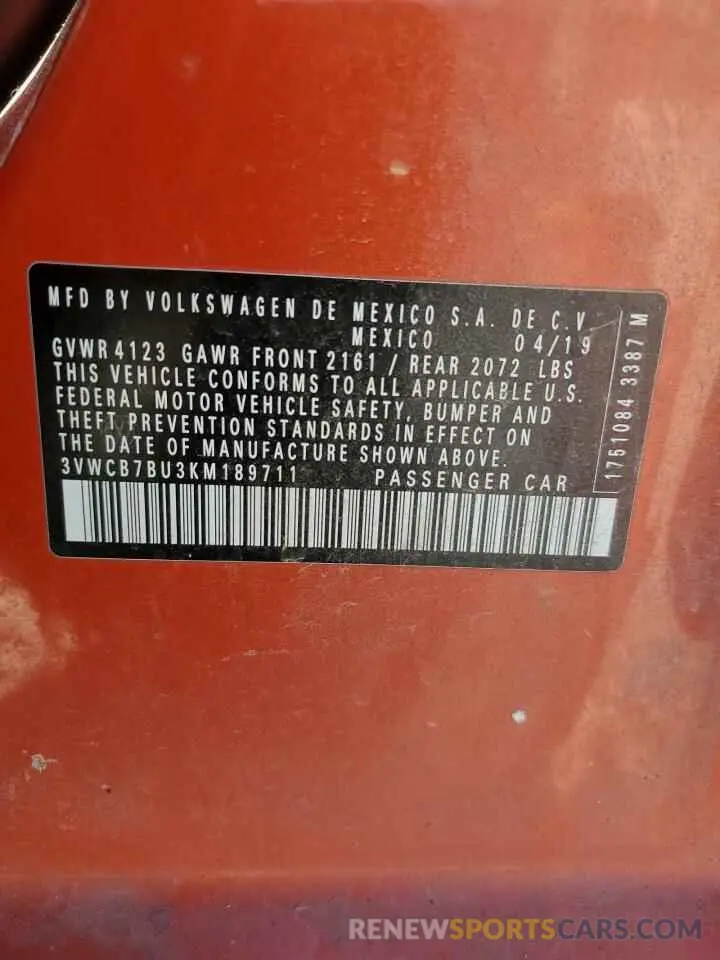 MFD BY VOLKSWAGEN DE MEXICO S.A. DE C.V.
MEXICO 04/19
GVWR 4123 GAWR FRONT 2161 / REAR 2072 LBS
THIS VEHICLE CONFORMS TO ALL APPLICABLE U.S.
FEDERAL MOTOR VEHICLE SAFETY, BUMPER AND
THEFT PREVENTION STANDARDS IN EFFECT ON
THE DATE OF MANUFACTURE SHOWN ABOVE.
3VWCB7BU3KM189711 PASSENGER CAR
1751084 3387 M
RENEWSPORTSCARS.COM